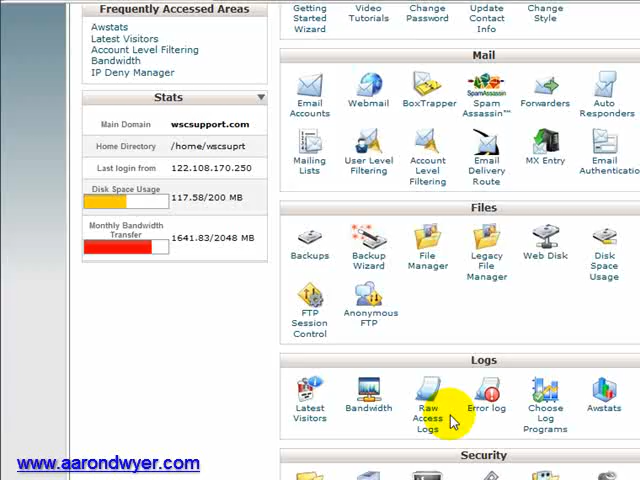 Frequently Accessed Areas
Awstats
Latest Visitors
Account Level Filtering
Bandwidth
IP Deny Manager
Stats
Main Domain wscsupport.com
Home Directory /home/wscsuprt
Last login from 122.108.170.250
Disk Space Usage
117.58/200 MB
Monthly Bandwidth
Transfer
1641.83/2048 MB
Getting
Started
Wizard
Video
Tutorials
Change
Password
Update
Contact
Info
Change
Style
Mail
Email
Accounts
Webmail
BoxTrapper
SpamAssassin
Spam
Assassin™
Forwarders
Auto
Responders
Mailing
Lists
User Level
Filtering
Account
Level
Filtering
Email
Delivery
Route
MX Entry
Email
Authenticatio
Files
Backups
Backup
Wizard
File
Manager
Legacy
File
Manager
Web Disk
Disk
Space
Usage
FTP
Session
Control
Anonymous
FTP
Logs
Latest
Visitors
Bandwidth
Raw
Access
Logs
Error log
Choose
Log
Programs
Awstats
Security
www.aarondwyer.com